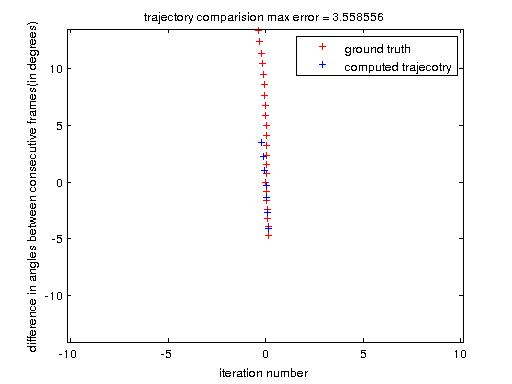 trajectory comparision max error = 3.558556
difference in angles between consecutive frames(in degrees)
ground truth
computed trajecotry
10
5
0
-5
-10
-10 -5 0 5 10
iteration number